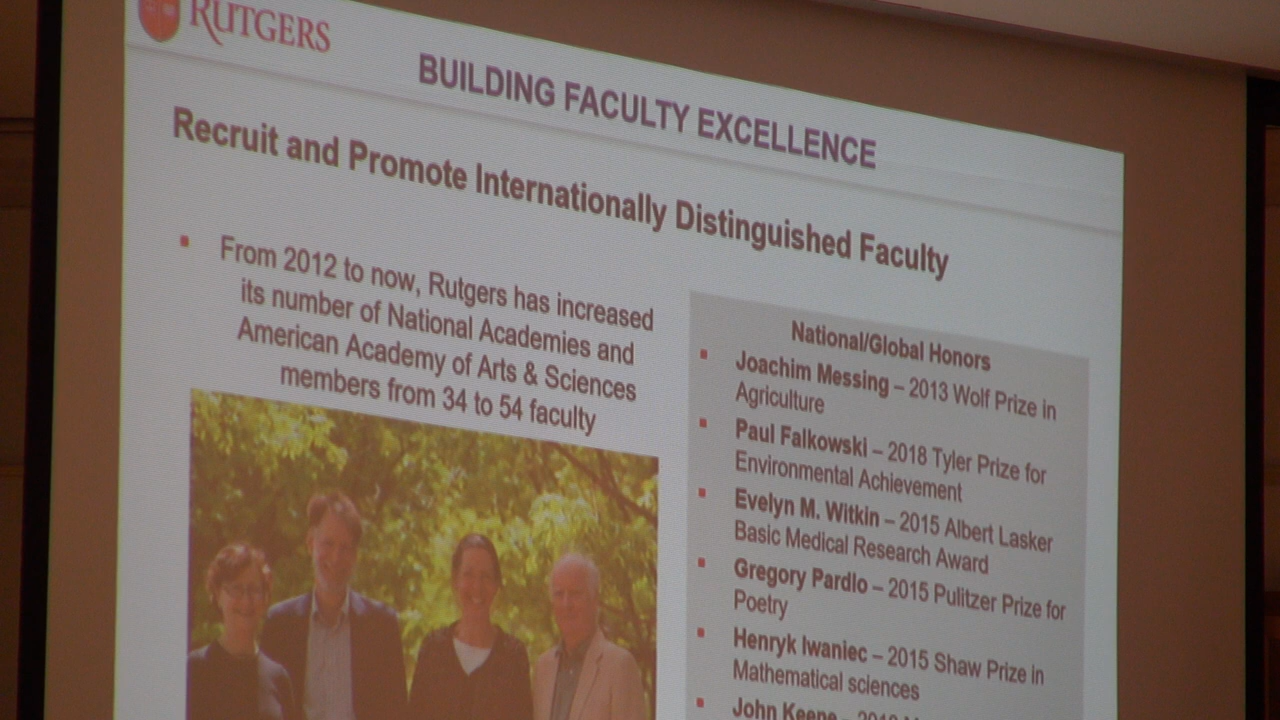 RUTGERS
BUILDING FACULTY EXCELLENCE
Recruit and Promote Internationally Distinguished Faculty
▪ From 2012 to now, Rutgers has increased
its number of National Academies and
American Academy of Arts & Sciences
members from 34 to 54 faculty
National/Global Honors
▪ Joachim Messing – 2013 Wolf Prize in
Agriculture
▪ Paul Falkowski – 2018 Tyler Prize for
Environmental Achievement
▪ Evelyn M. Witkin – 2015 Albert Lasker
Basic Medical Research Award
▪ Gregory Pardlo – 2015 Pulitzer Prize for
Poetry
▪ Henryk Iwaniec – 2015 Shaw Prize in
Mathematical sciences
▪ John Keene –